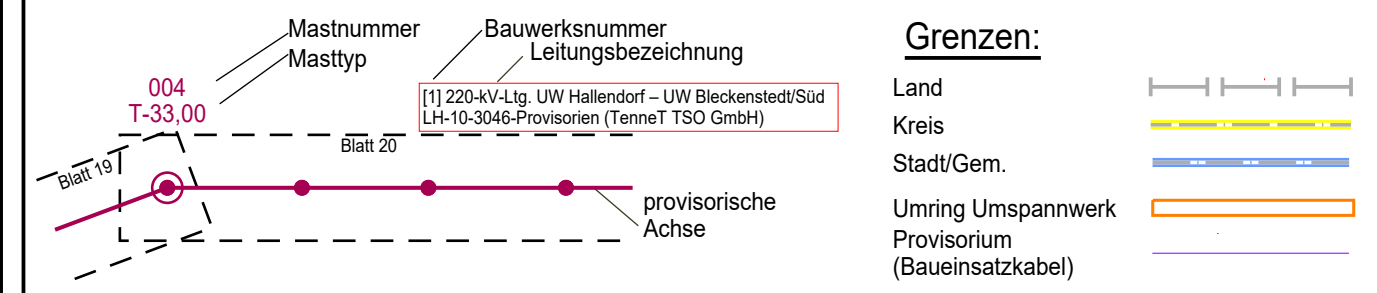 Mastnummer
Masttyp
004
T-33,00
Bauwerksnummer
Leitungsbezeichnung
[1] 220-kV-Ltg. UW Hallendorf – UW Bleckenstedt/Süd
LH-10-3046-Provisorien (TenneT TSO GmbH)
Blatt 19
Blatt 20
provisorische
Achse
Grenzen:
Land
Kreis
Stadt/Gem.
Umring Umspannwerk
Provisorium
(Baueinsatzkabel)